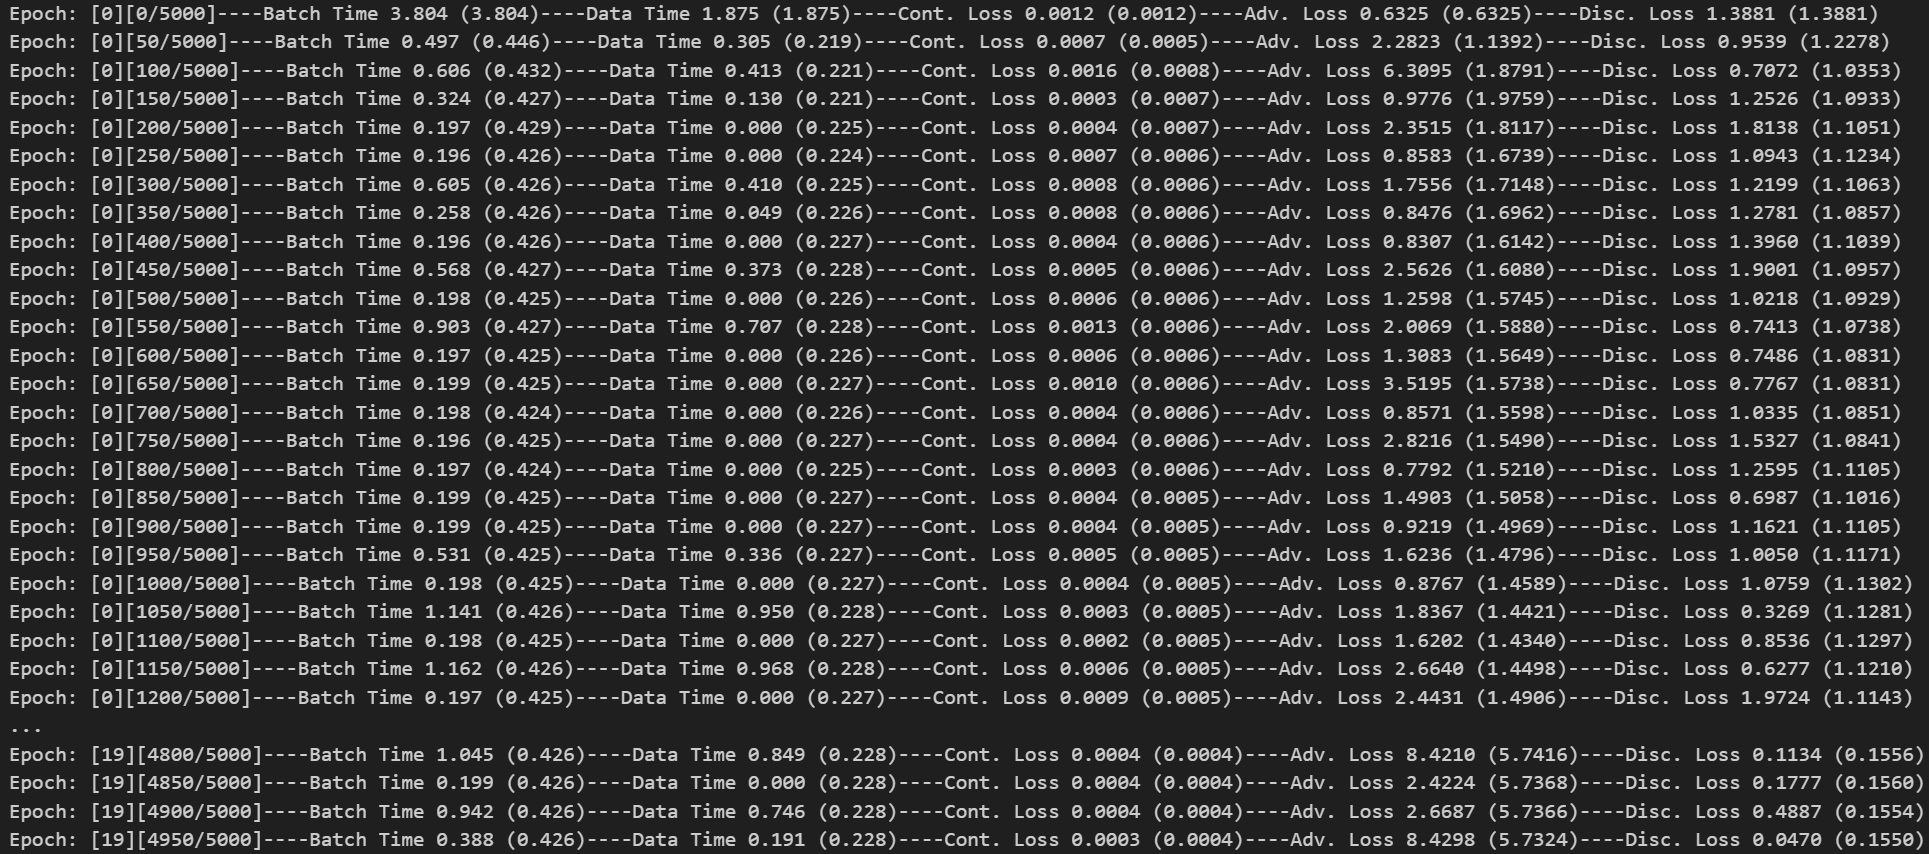 Epoch: [0][0/5000]----Batch Time 3.804 (3.804)----Data Time 1.875 (1.875)----Cont. Loss 0.0012 (0.0012)----Adv. Loss 0.6325 (0.6325)----Disc. Loss 1.3881 (1.3881)
Epoch: [0][50/5000]----Batch Time 0.497 (0.446)----Data Time 0.305 (0.219)----Cont. Loss 0.0007 (0.0005)----Adv. Loss 2.2823 (1.1392)----Disc. Loss 0.9539 (1.2278)
Epoch: [0][100/5000]----Batch Time 0.606 (0.432)----Data Time 0.413 (0.221)----Cont. Loss 0.0016 (0.0008)----Adv. Loss 6.3095 (1.8791)----Disc. Loss 0.7072 (1.0353)
Epoch: [0][150/5000]----Batch Time 0.324 (0.427)----Data Time 0.130 (0.221)----Cont. Loss 0.0003 (0.0007)----Adv. Loss 0.9776 (1.9759)----Disc. Loss 1.2526 (1.0933)
Epoch: [0][200/5000]----Batch Time 0.197 (0.429)----Data Time 0.000 (0.225)----Cont. Loss 0.0004 (0.0007)----Adv. Loss 2.3515 (1.8117)----Disc. Loss 1.8138 (1.1051)
Epoch: [0][250/5000]----Batch Time 0.196 (0.426)----Data Time 0.000 (0.224)----Cont. Loss 0.0007 (0.0006)----Adv. Loss 0.8583 (1.6739)----Disc. Loss 1.0943 (1.1234)
Epoch: [0][300/5000]----Batch Time 0.605 (0.426)----Data Time 0.410 (0.225)----Cont. Loss 0.0008 (0.0006)----Adv. Loss 1.7556 (1.7148)----Disc. Loss 1.2199 (1.1063)
Epoch: [0][350/5000]----Batch Time 0.258 (0.426)----Data Time 0.049 (0.226)----Cont. Loss 0.0008 (0.0006)----Adv. Loss 0.8476 (1.6962)----Disc. Loss 1.2781 (1.0857)
Epoch: [0][400/5000]----Batch Time 0.196 (0.426)----Data Time 0.000 (0.227)----Cont. Loss 0.0004 (0.0006)----Adv. Loss 0.8307 (1.6142)----Disc. Loss 1.3960 (1.1039)
Epoch: [0][450/5000]----Batch Time 0.568 (0.427)----Data Time 0.373 (0.228)----Cont. Loss 0.0005 (0.0006)----Adv. Loss 2.5626 (1.6080)----Disc. Loss 1.9001 (1.0957)
Epoch: [0][500/5000]----Batch Time 0.198 (0.425)----Data Time 0.000 (0.226)----Cont. Loss 0.0006 (0.0006)----Adv. Loss 1.2598 (1.5745)----Disc. Loss 1.0218 (1.0929)
Epoch: [0][550/5000]----Batch Time 0.903 (0.427)----Data Time 0.707 (0.228)----Cont. Loss 0.0013 (0.0006)----Adv. Loss 2.0069 (1.5880)----Disc. Loss 0.7413 (1.0738)
Epoch: [0][600/5000]----Batch Time 0.197 (0.425)----Data Time 0.000 (0.226)----Cont. Loss 0.0006 (0.0006)----Adv. Loss 1.3083 (1.5649)----Disc. Loss 0.7486 (1.0831)
Epoch: [0][650/5000]----Batch Time 0.199 (0.425)----Data Time 0.000 (0.227)----Cont. Loss 0.0010 (0.0006)----Adv. Loss 3.5195 (1.5738)----Disc. Loss 0.7767 (1.0831)
Epoch: [0][700/5000]----Batch Time 0.198 (0.424)----Data Time 0.000 (0.226)----Cont. Loss 0.0004 (0.0006)----Adv. Loss 0.8571 (1.5598)----Disc. Loss 1.0335 (1.0851)
Epoch: [0][750/5000]----Batch Time 0.196 (0.425)----Data Time 0.000 (0.227)----Cont. Loss 0.0004 (0.0006)----Adv. Loss 2.8216 (1.5490)----Disc. Loss 1.5327 (1.0841)
Epoch: [0][800/5000]----Batch Time 0.197 (0.424)----Data Time 0.000 (0.225)----Cont. Loss 0.0003 (0.0006)----Adv. Loss 0.7792 (1.5210)----Disc. Loss 1.2595 (1.1105)
Epoch: [0][850/5000]----Batch Time 0.199 (0.425)----Data Time 0.000 (0.227)----Cont. Loss 0.0004 (0.0005)----Adv. Loss 1.4903 (1.5058)----Disc. Loss 0.6987 (1.1016)
Epoch: [0][900/5000]----Batch Time 0.199 (0.425)----Data Time 0.000 (0.227)----Cont. Loss 0.0004 (0.0005)----Adv. Loss 0.9219 (1.4969)----Disc. Loss 1.1621 (1.1105)
Epoch: [0][950/5000]----Batch Time 0.531 (0.425)----Data Time 0.336 (0.227)----Cont. Loss 0.0005 (0.0005)----Adv. Loss 1.6236 (1.4796)----Disc. Loss 1.0050 (1.1171)
Epoch: [0][1000/5000]----Batch Time 0.198 (0.425)----Data Time 0.000 (0.227)----Cont. Loss 0.0004 (0.0005)----Adv. Loss 0.8767 (1.4589)----Disc. Loss 1.0759 (1.1302)
Epoch: [0][1050/5000]----Batch Time 1.141 (0.426)----Data Time 0.950 (0.228)----Cont. Loss 0.0003 (0.0005)----Adv. Loss 1.8367 (1.4421)----Disc. Loss 0.3269 (1.1281)
Epoch: [0][1100/5000]----Batch Time 0.198 (0.425)----Data Time 0.000 (0.227)----Cont. Loss 0.0002 (0.0005)----Adv. Loss 1.6202 (1.4340)----Disc. Loss 0.8536 (1.1297)
Epoch: [0][1150/5000]----Batch Time 1.162 (0.426)----Data Time 0.968 (0.228)----Cont. Loss 0.0006 (0.0005)----Adv. Loss 2.6640 (1.4498)----Disc. Loss 0.6277 (1.1210)
Epoch: [0][1200/5000]----Batch Time 0.197 (0.425)----Data Time 0.000 (0.227)----Cont. Loss 0.0009 (0.0005)----Adv. Loss 2.4431 (1.4906)----Disc. Loss 1.9724 (1.1143)
...
Epoch: [19][4800/5000]----Batch Time 1.045 (0.426)----Data Time 0.849 (0.228)----Cont. Loss 0.0004 (0.0004)----Adv. Loss 8.4210 (5.7416)----Disc. Loss 0.1134 (0.1556)
Epoch: [19][4850/5000]----Batch Time 0.199 (0.426)----Data Time 0.000 (0.228)----Cont. Loss 0.0004 (0.0004)----Adv. Loss 2.4224 (5.7368)----Disc. Loss 0.1777 (0.1560)
Epoch: [19][4900/5000]----Batch Time 0.942 (0.426)----Data Time 0.746 (0.228)----Cont. Loss 0.0004 (0.0004)----Adv. Loss 2.6687 (5.7366)----Disc. Loss 0.4887 (0.1554)
Epoch: [19][4950/5000]----Batch Time 0.388 (0.426)----Data Time 0.191 (0.228)----Cont. Loss 0.0003 (0.0004)----Adv. Loss 8.4298 (5.7324)----Disc. Loss 0.0470 (0.1550)